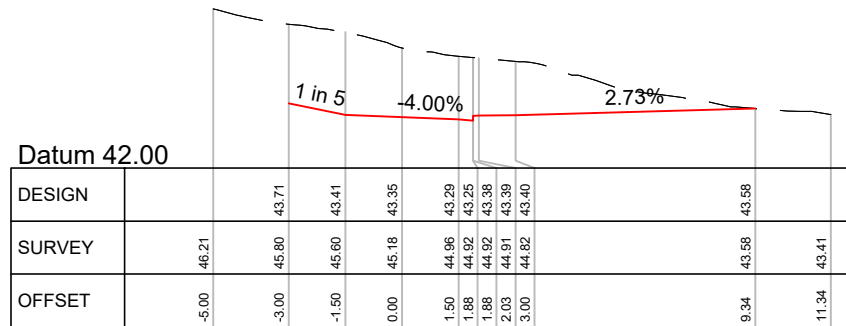 1 in 5 -4.00% 2.73%
Datum 42.00
DESIGN 43.71 43.41 43.35 43.29 43.25 43.38 43.39 43.40 43.58
SURVEY 46.21 45.80 45.60 45.18 44.96 44.92 44.92 44.91 44.82 43.58 43.41
OFFSET -5.00 -3.00 -1.50 0.00 1.50 1.88 1.88 2.03 3.00 9.34 11.34